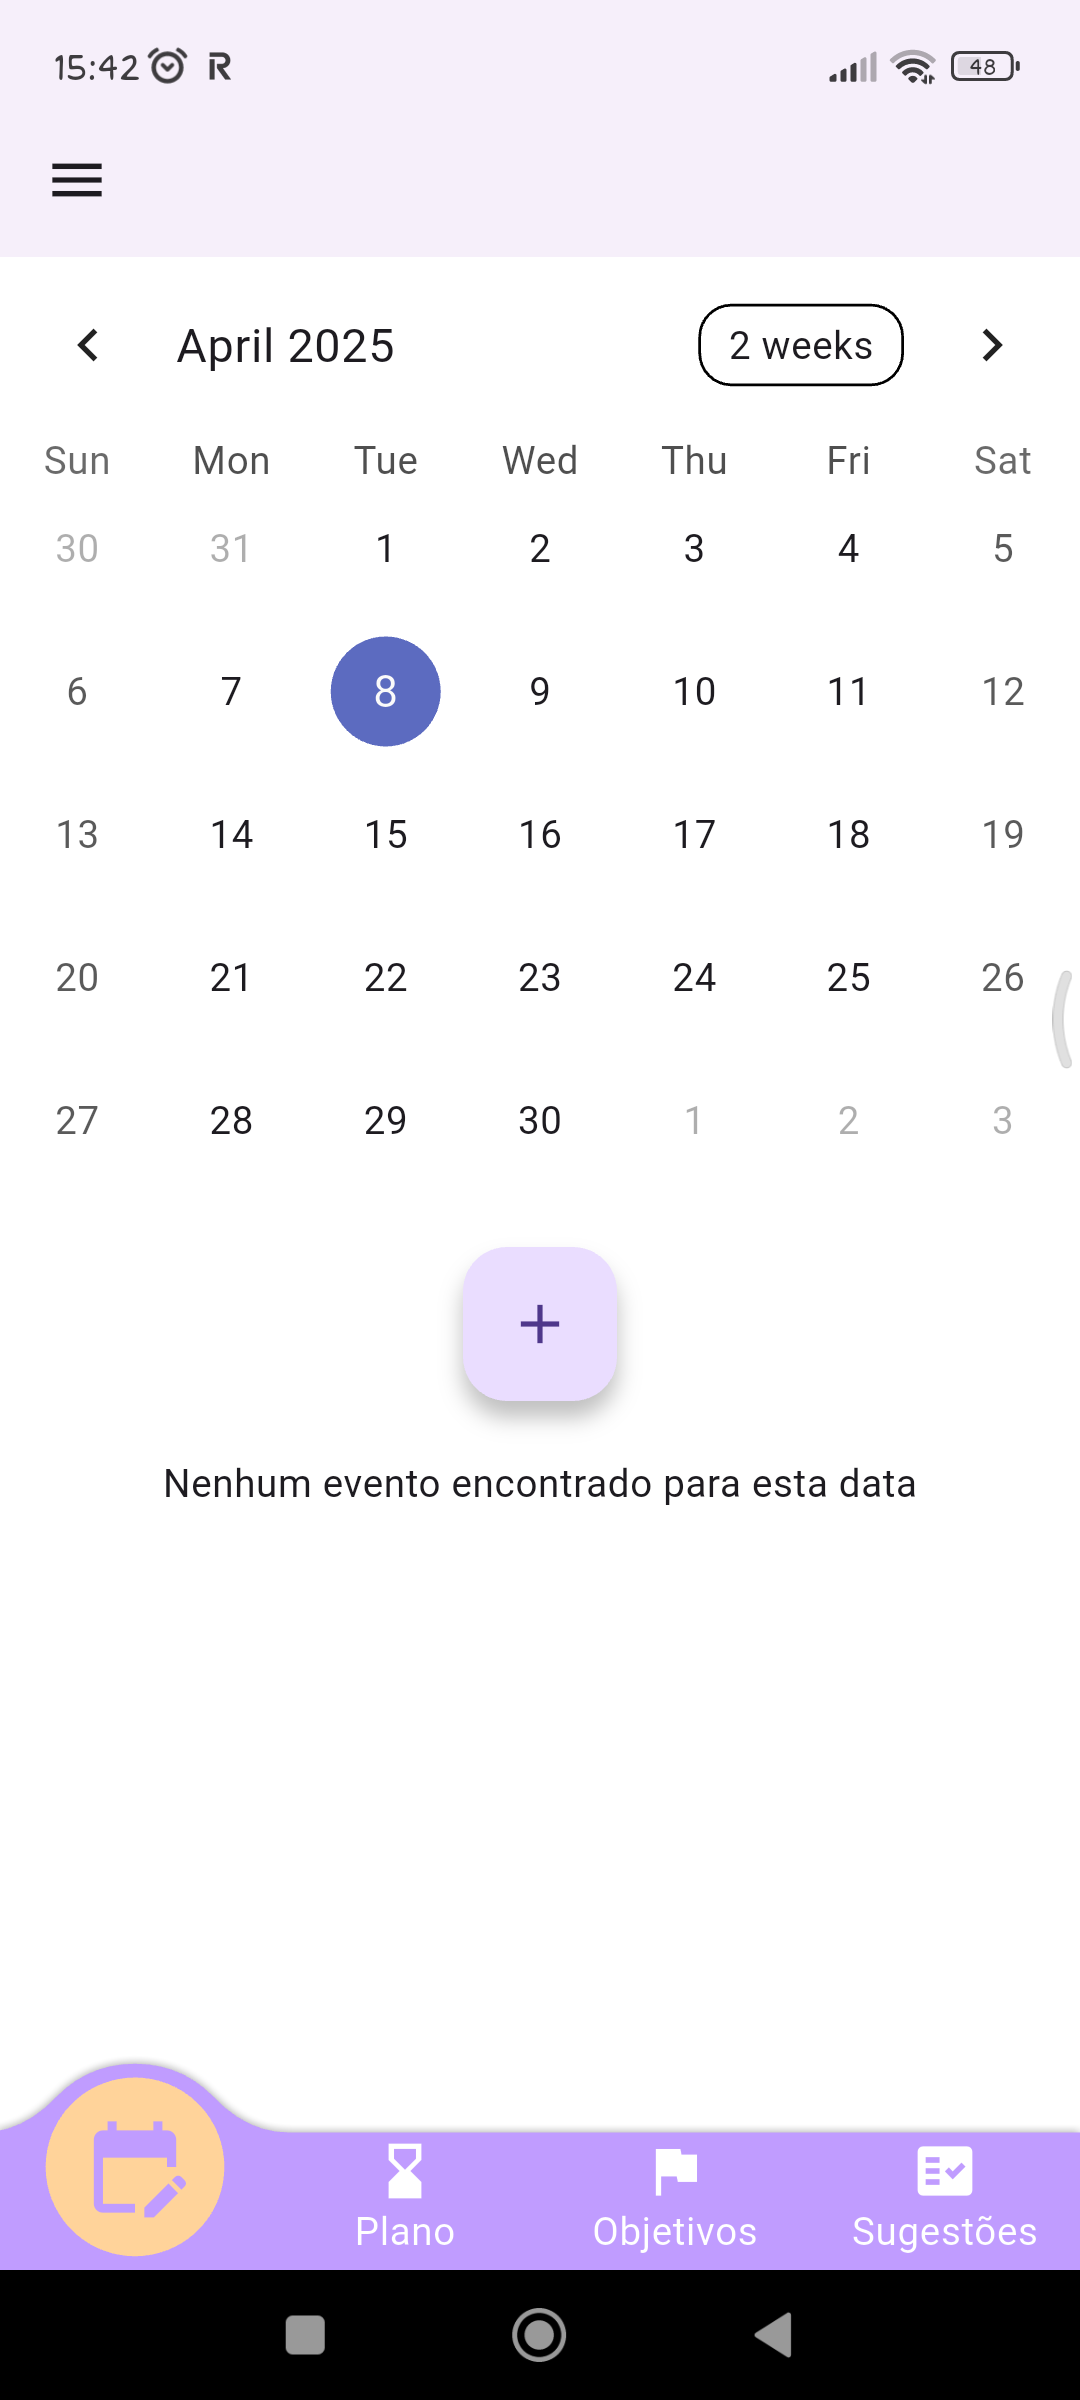 15:42 R 48
April 2025 2 weeks
Sun Mon Tue Wed Thu Fri Sat
30 31 1 2 3 4 5
6 7 8 9 10 11 12
13 14 15 16 17 18 19
20 21 22 23 24 25 26
27 28 29 30 1 2 3
+
Nenhum evento encontrado para esta data
Plano Objetivos Sugestões